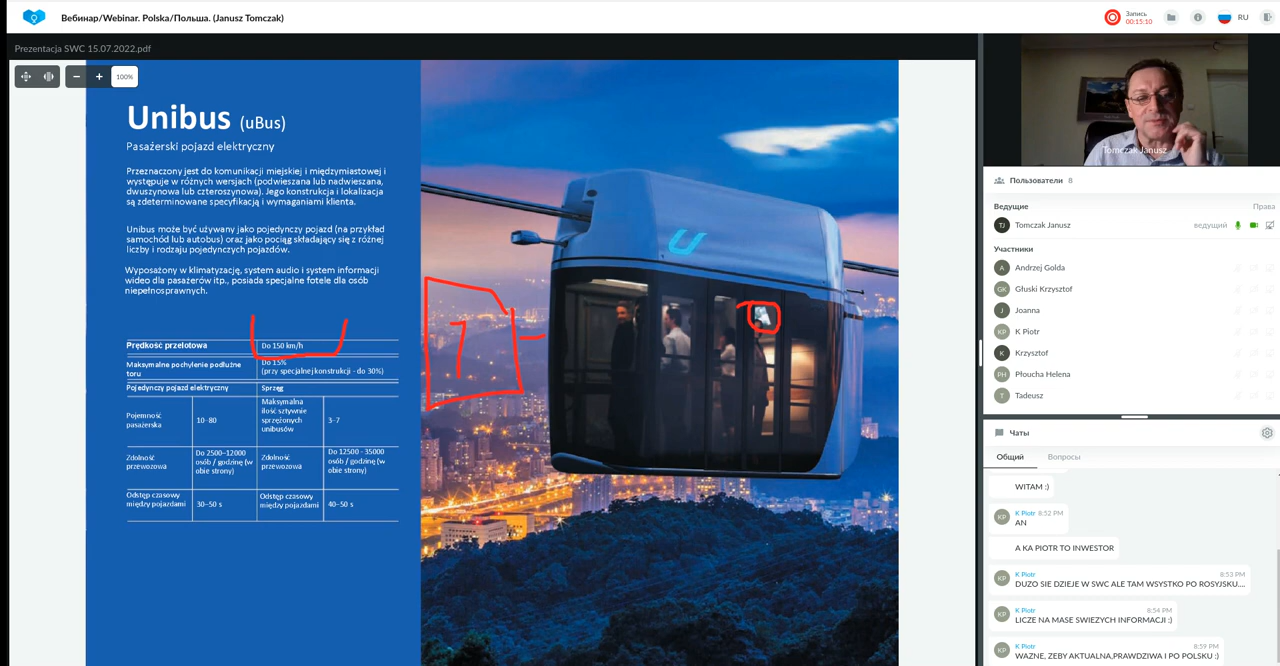 Вебинар/Webinar. Polska/Польша. (Janusz Tomczak)
Запись
00:15:10
RU
Prezentacja SWC 15.07.2022.pdf
100%
Unibus (uBus)
Pasażerski pojazd elektryczny
Przeznaczony jest do komunikacji miejskiej i międzymiastowej i
występuje w różnych wersjach (podwieszana lub nadwieszana,
dwuszynowa lub czteroszynowa). Jego konstrukcja i lokalizacja
są zdeterminowane specyfikacją i wymaganiami klienta.
Unibus może być używany jako pojedynczy pojazd (na przykład
samochód lub autobus) oraz jako pociąg składający się z różnej
liczby i rodzaju pojedynczych pojazdów.
Wyposażony w klimatyzację, system audio i system informacji
wideo dla pasażerów itp., posiada specjalne fotele dla osób
niepełnosprawnych.
Prędkość przelotowa
Do 150 km/h
Maksymalne pochylenie podłużne
toru
Do 15%
(przy specjalnej konstrukcji - do 30%)
Pojedynczy pojazd elektryczny
Sprzęg
Pojemność
pasażerska
10–80
Maksymalna
ilość sztywnie
sprzężonych
unibusów
3–7
Zdolność
przewozowa
Do 2500–12000
osób / godzinę (w
obie strony)
Zdolność
przewozowa
Do 12500 - 35000
osób / godzinę (w
obie strony)
Odstęp czasowy
między pojazdami
30–50 s
Odstęp czasowy
między pojazdami
40–50 s
Tomczak Janusz
Пользователи 8
Ведущие
Права
TJ
Tomczak Janusz
ведущий
Участники
A
Andrzej Golda
GK
Głuski Krzysztof
J
Joanna
KP
K Piotr
K
Krzysztof
PH
Płoucha Helena
T
Tadeusz
Чаты
Общий
Вопросы
WITAM :)
KP
K Piotr 8:52 PM
AN
A KA PIOTR TO INWESTOR
KP
K Piotr 8:53 PM
DUZO SIE DZIEJE W SWC ALE TAM WSYSTKO PO ROSYJSKU....
KP
K Piotr 8:54 PM
LICZE NA MASE SWIEZYCH INFORMACJI :)
KP
K Piotr 8:59 PM
WAZNE, ZEBY AKTUALNA,PRAWDZIWA I PO POLSKU :)